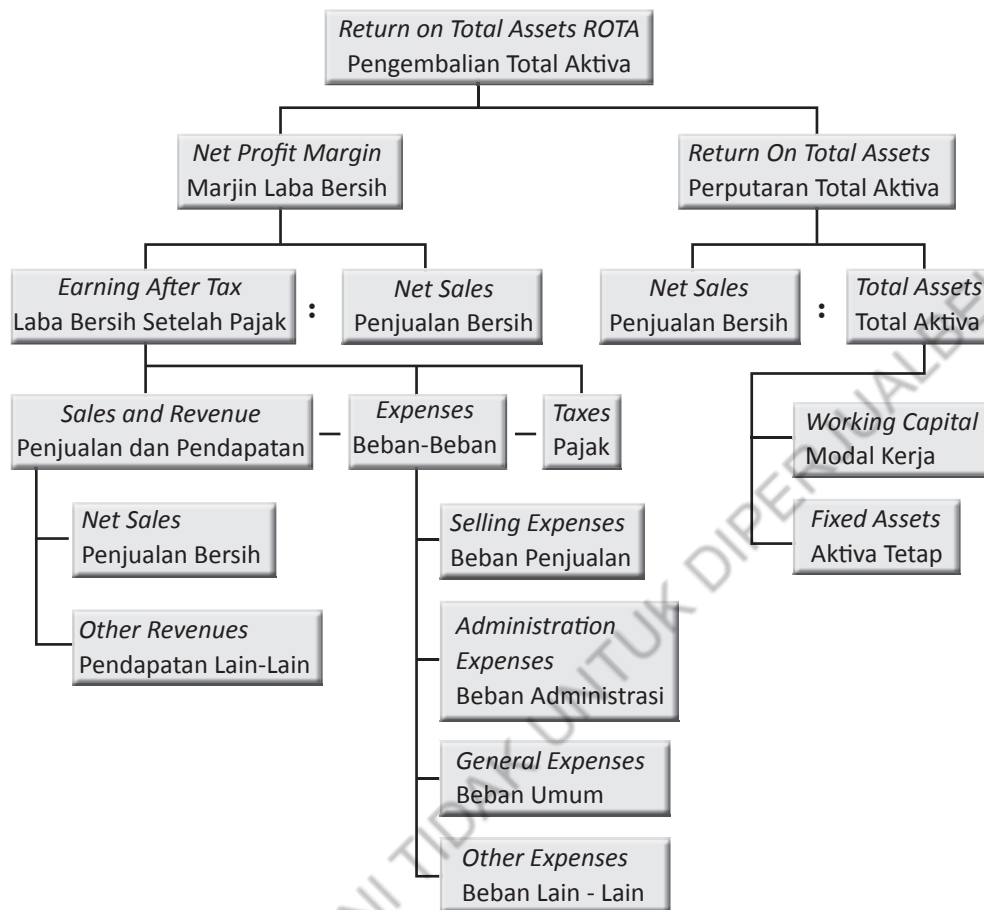 Return on Total Assets ROTA
Pengembalian Total Aktiva
Net Profit Margin
Marjin Laba Bersih
Return On Total Assets
Perputaran Total Aktiva
Earning After Tax
Laba Bersih Setelah Pajak
:
Net Sales
Penjualan Bersih
Net Sales
Penjualan Bersih
:
Total Assets
Total Aktiva
Sales and Revenue
Penjualan dan Pendapatan
–
Expenses
Beban-Beban
–
Taxes
Pajak
Working Capital
Modal Kerja
Fixed Assets
Aktiva Tetap
Net Sales
Penjualan Bersih
Other Revenues
Pendapatan Lain-Lain
Selling Expenses
Beban Penjualan
Administration
Expenses
Beban Administrasi
General Expenses
Beban Umum
Other Expenses
Beban Lain - Lain
NI TIDAK UNTUK DIPERJUALBE